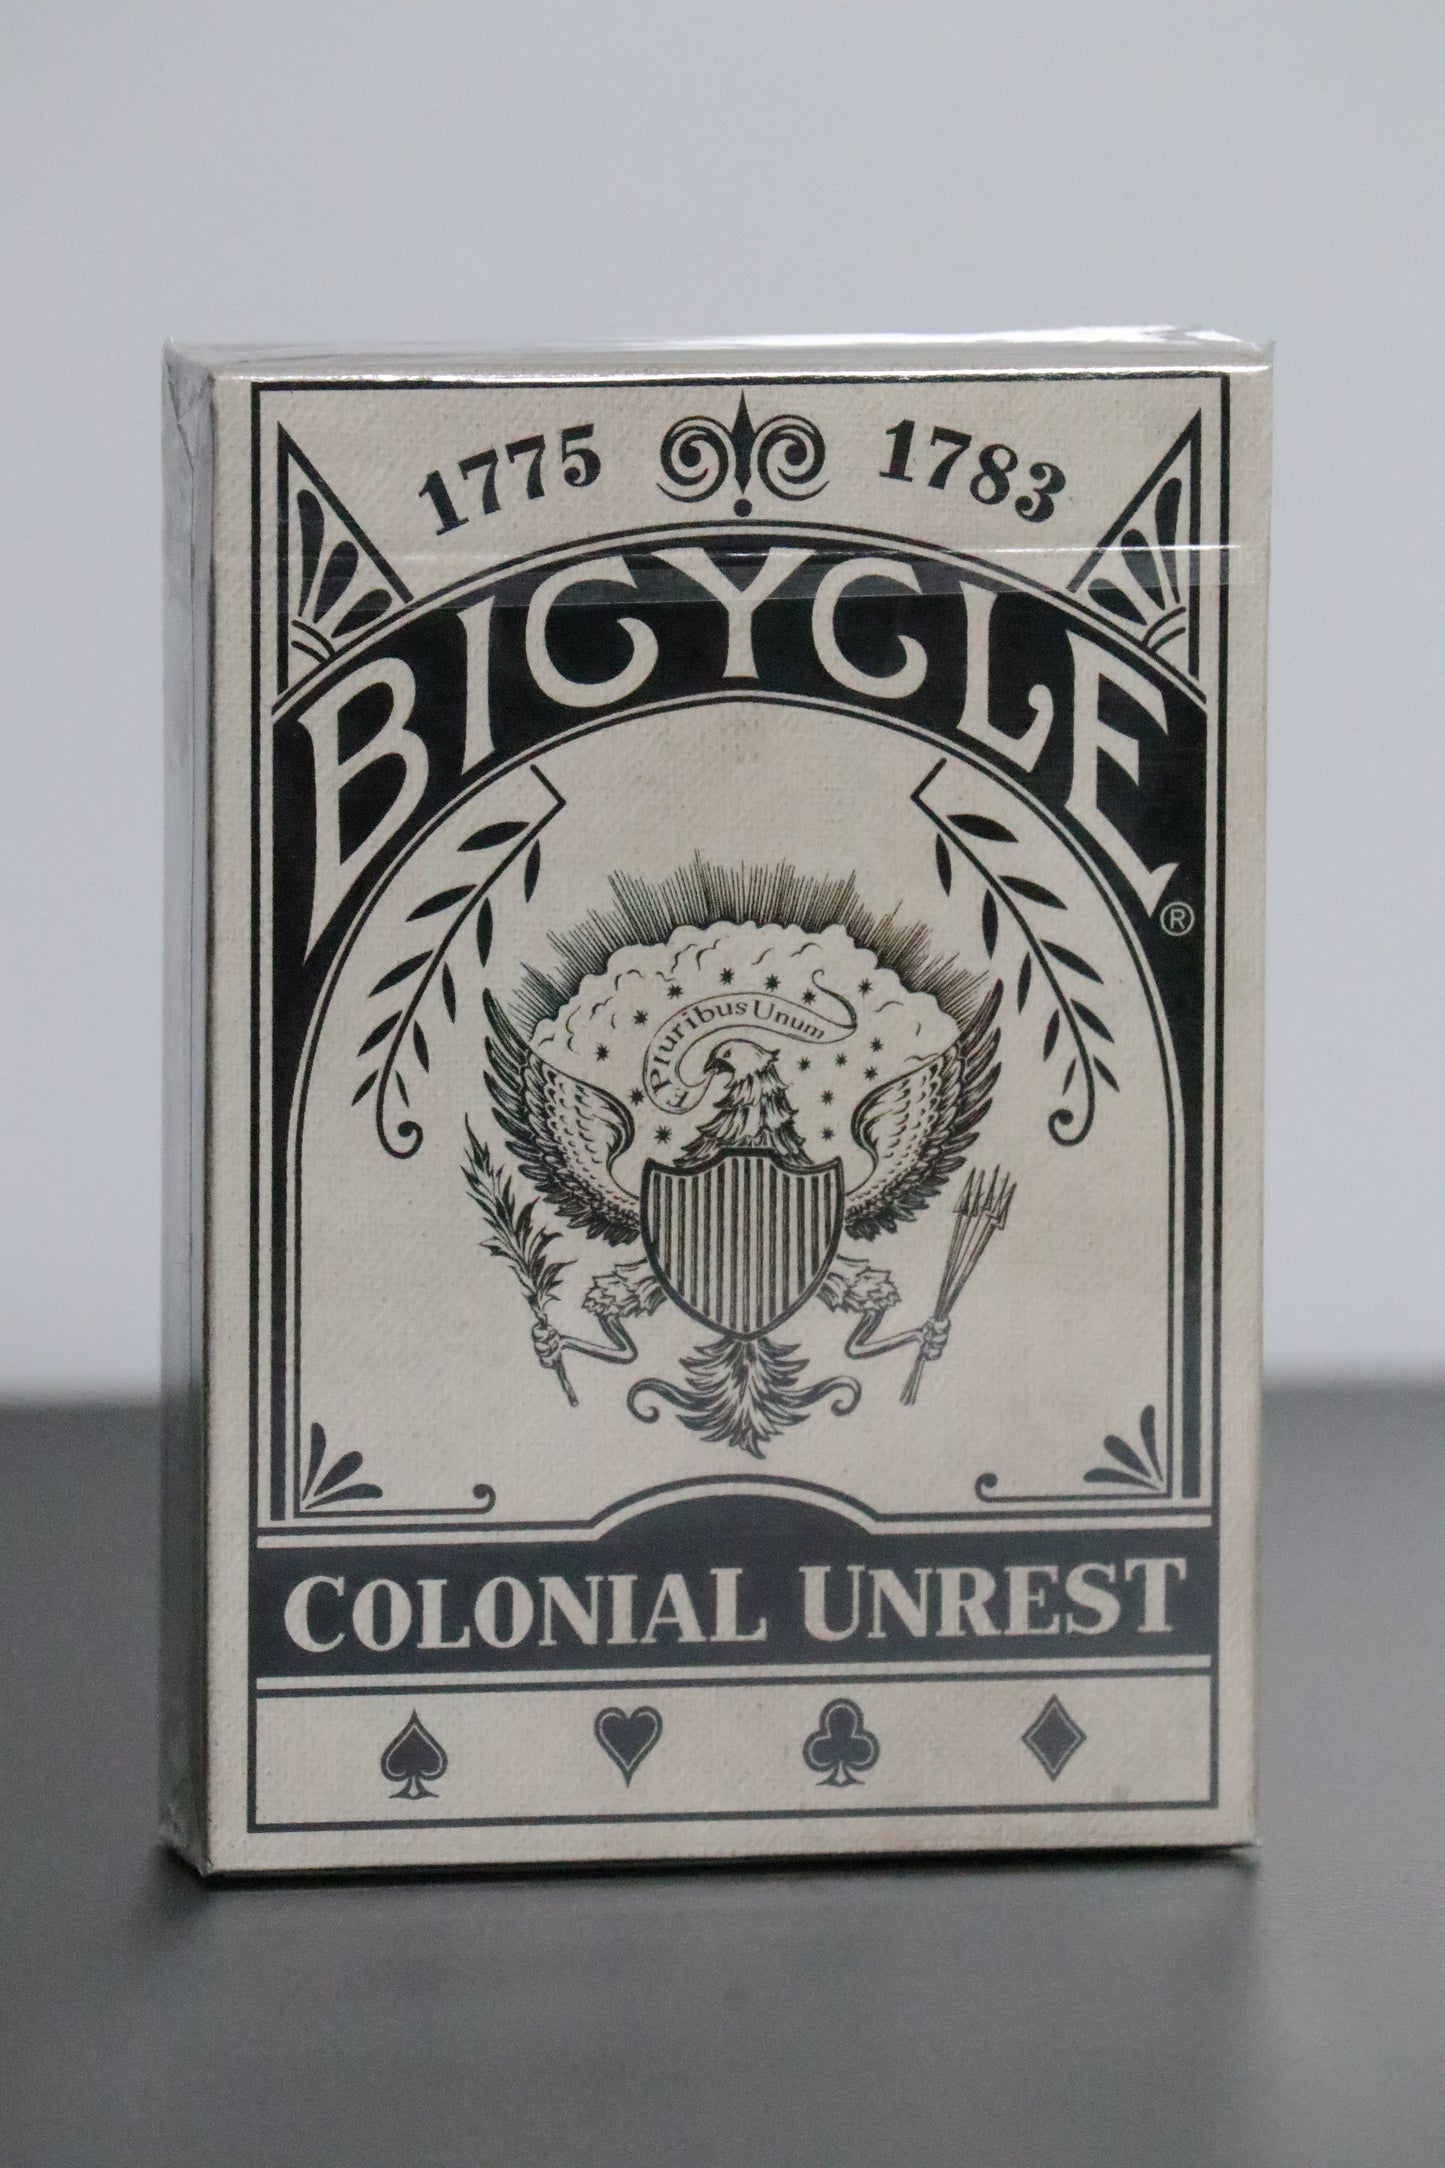 1775 1783
BICYCLE®
E Pluribus Unum
COLONIAL UNREST